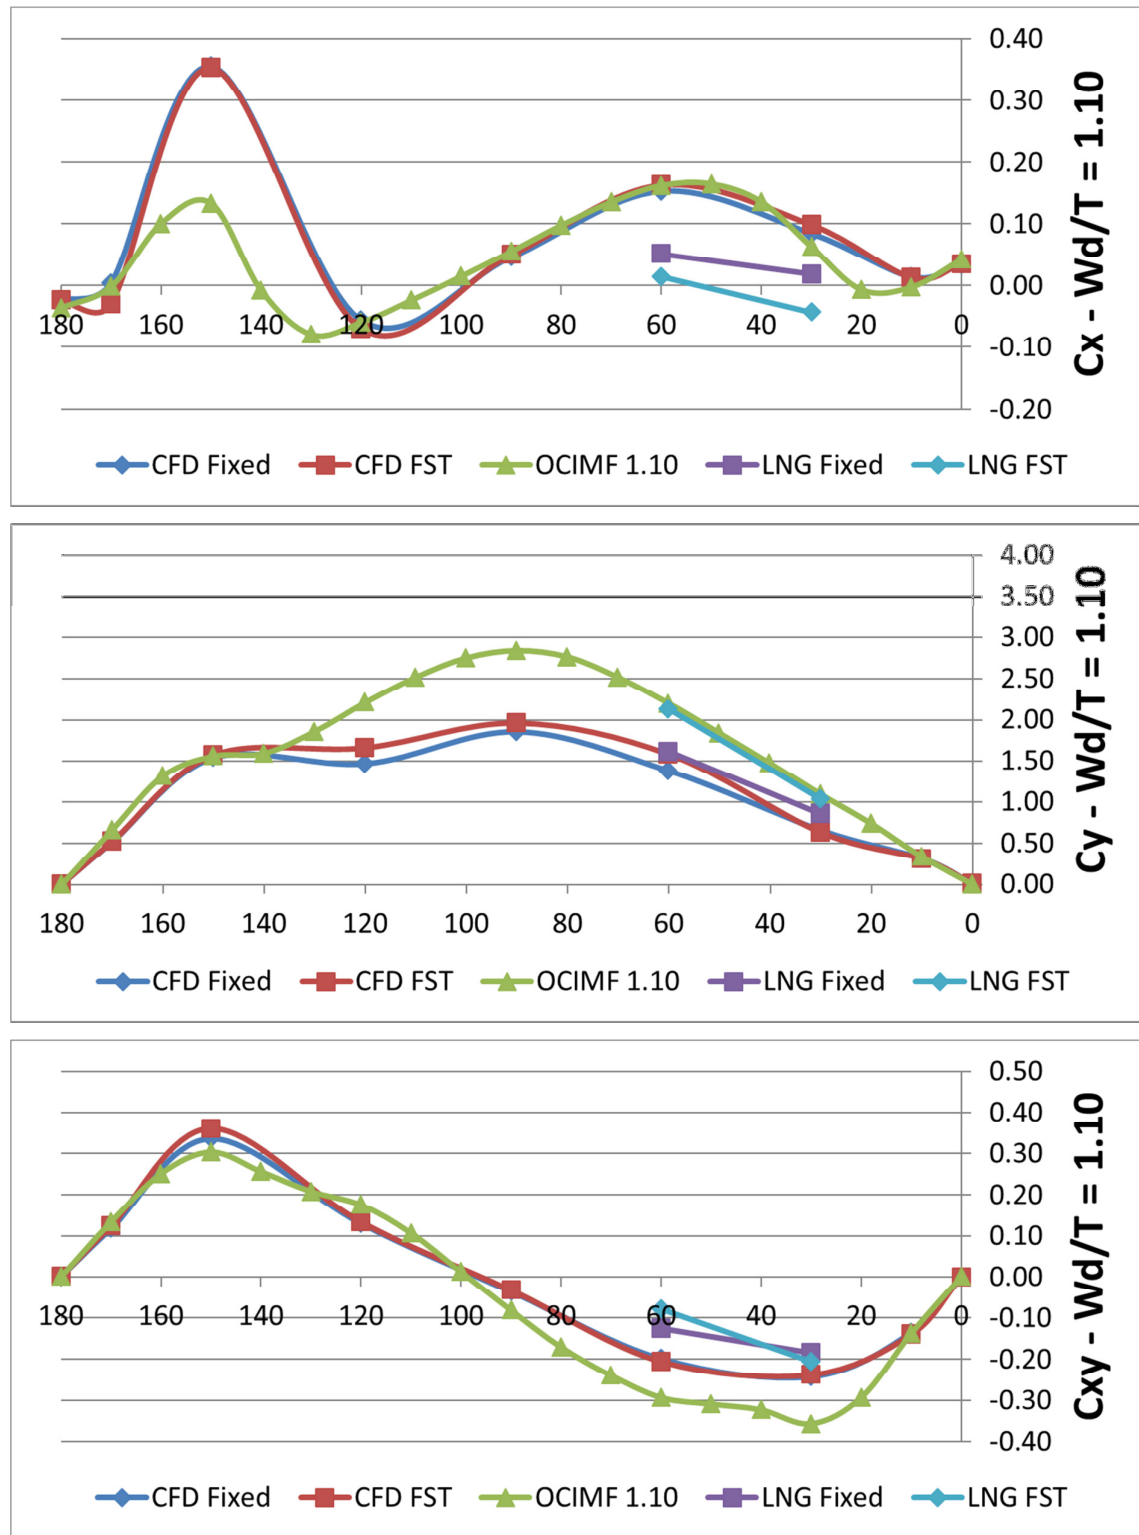 0.40
0.30
0.20
0.10
0.00
-0.10
-0.20
180 160 140 120 100 80 60 40 20 0
Cx - Wd/T = 1.10
CFD Fixed CFD FST OCIMF 1.10 LNG Fixed LNG FST
4.00
3.50
3.00
2.50
2.00
1.50
1.00
0.50
0.00
180 160 140 120 100 80 60 40 20 0
Cy - Wd/T = 1.10
CFD Fixed CFD FST OCIMF 1.10 LNG Fixed LNG FST
0.50
0.40
0.30
0.20
0.10
0.00
-0.10
-0.20
-0.30
-0.40
180 160 140 120 100 80 60 40 20 0
Cxy - Wd/T = 1.10
CFD Fixed CFD FST OCIMF 1.10 LNG Fixed LNG FST